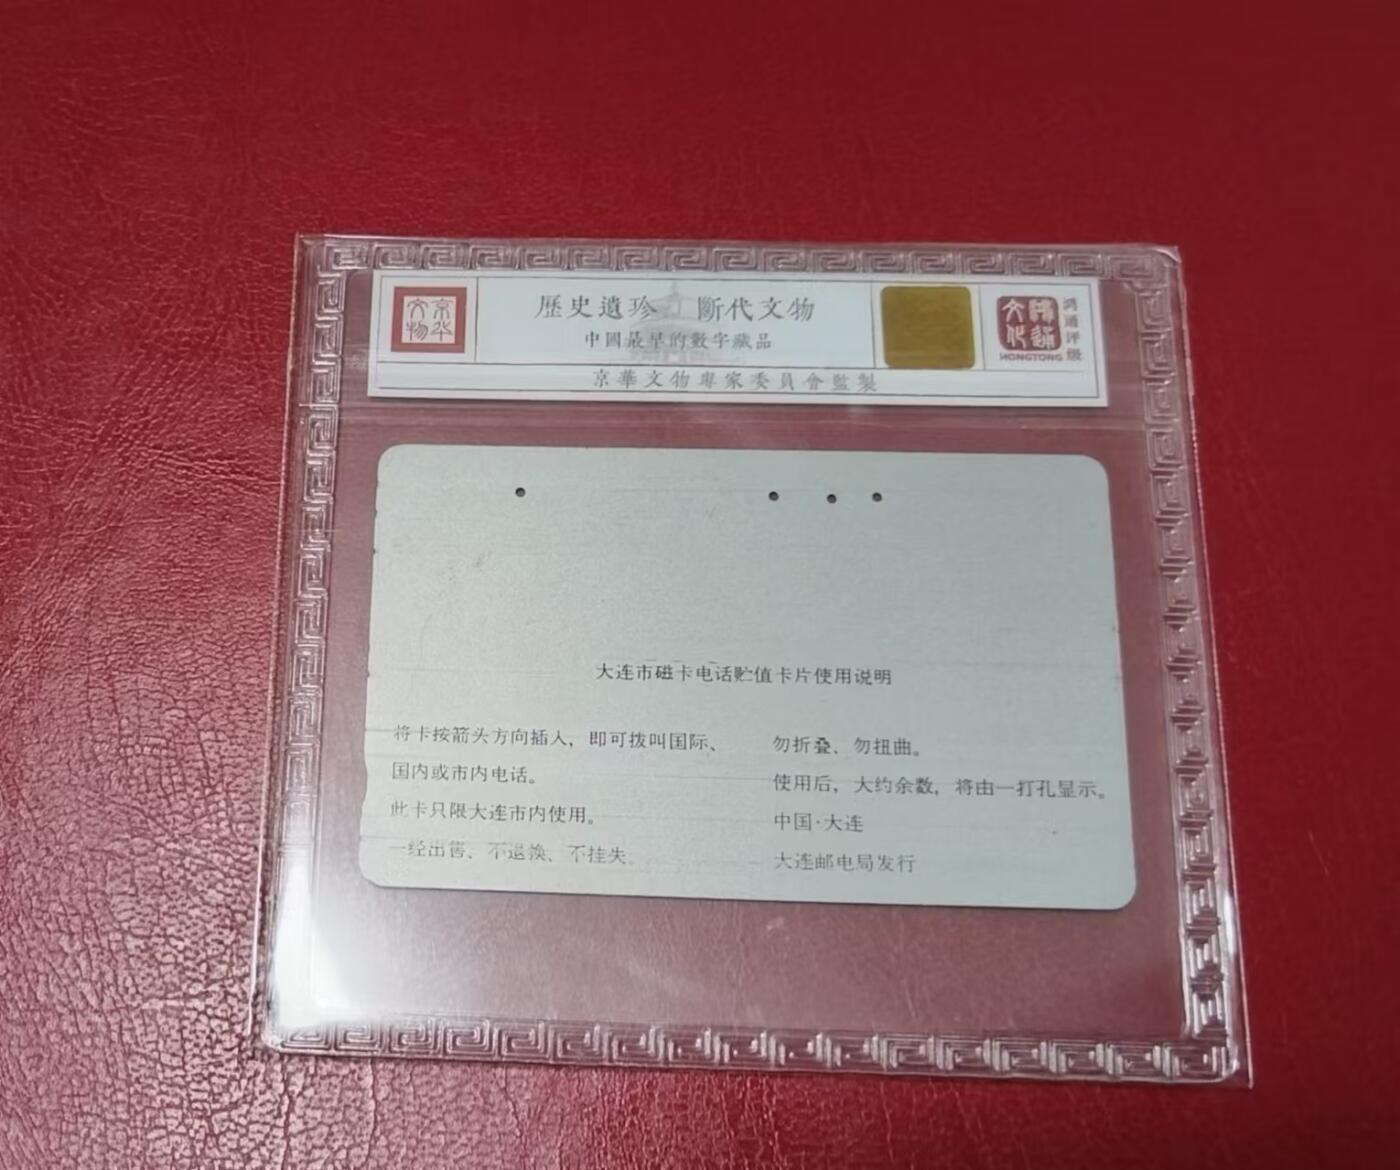 京华文物
歷史遺珍 斷代文物
中國最早的數字藏品
京華文物專家委員會監製
鸿通文化
HONGTONG
鸿通评级
大连市磁卡电话贮值卡片使用说明
将卡按箭头方向插入，即可拨叫国际、
国内或市内电话。
此卡只限大连市内使用。
一经出售、不退换、不挂失。
勿折叠、勿扭曲。
使用后，大约余数，将由一打孔显示。
中国·大连
大连邮电局发行